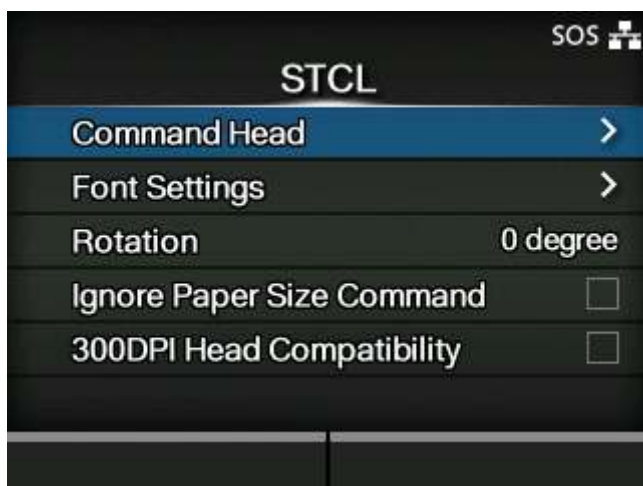 SOS
STCL
Command Head
Font Settings
Rotation 0 degree
Ignore Paper Size Command
300DPI Head Compatibility